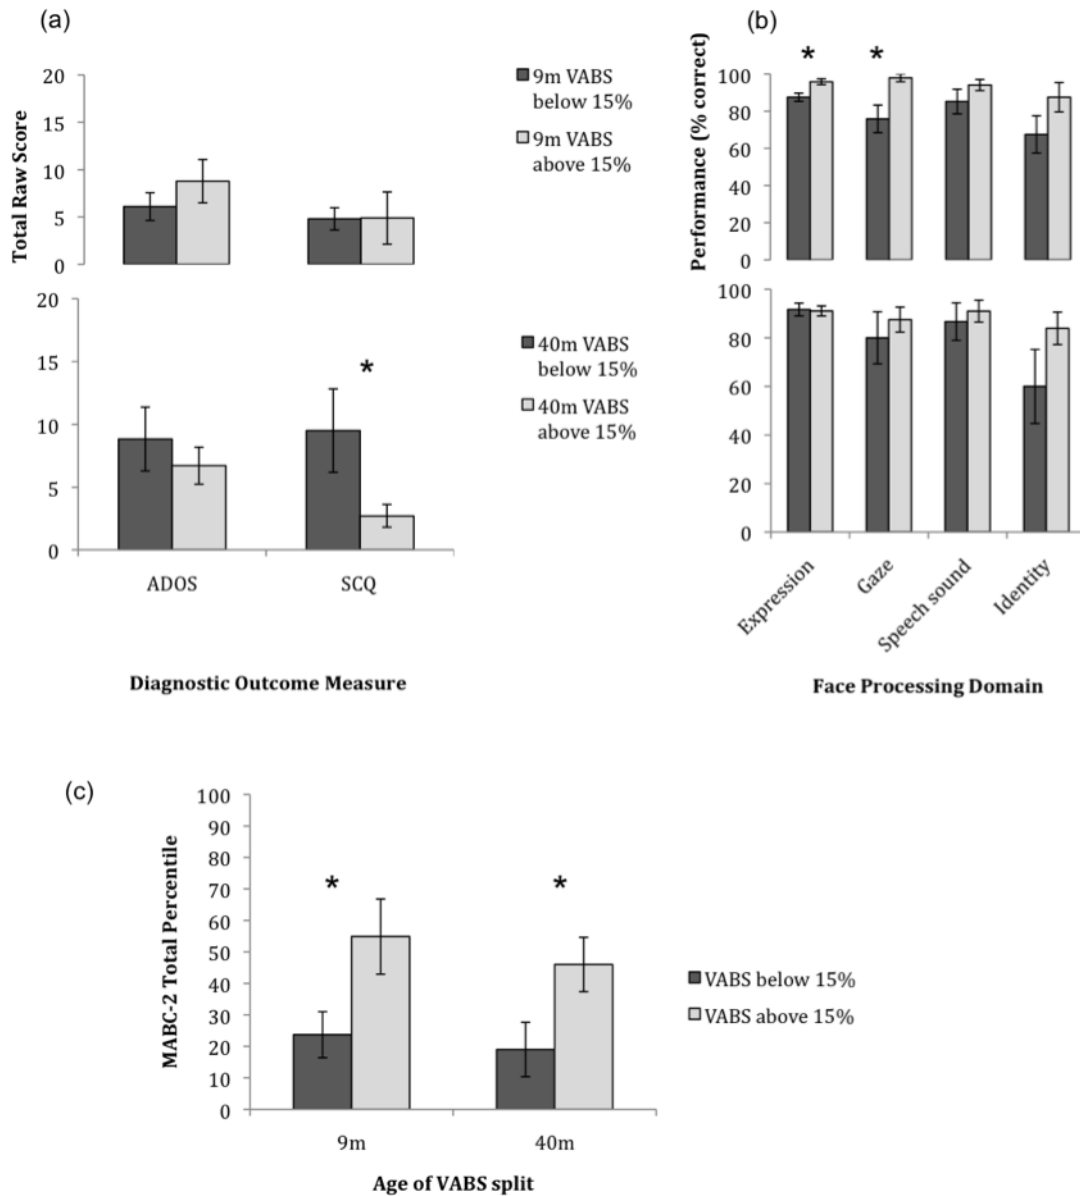 (a)
20
15
10
5
0
Total Raw Score
9m VABS
below 15%
9m VABS
above 15%
20
15
10
5
0
*
40m VABS
below 15%
40m VABS
above 15%
ADOS
SCQ
Diagnostic Outcome Measure
(b)
* *
100
80
60
40
20
0
Performance (% correct)
100
80
60
40
20
0
Expression
Gaze
Speech sound
Identity
Face Processing Domain
(c)
100
90
80
70
60
50
40
30
20
10
0
MABC-2 Total Percentile
* *
VABS below 15%
VABS above 15%
9m
40m
Age of VABS split